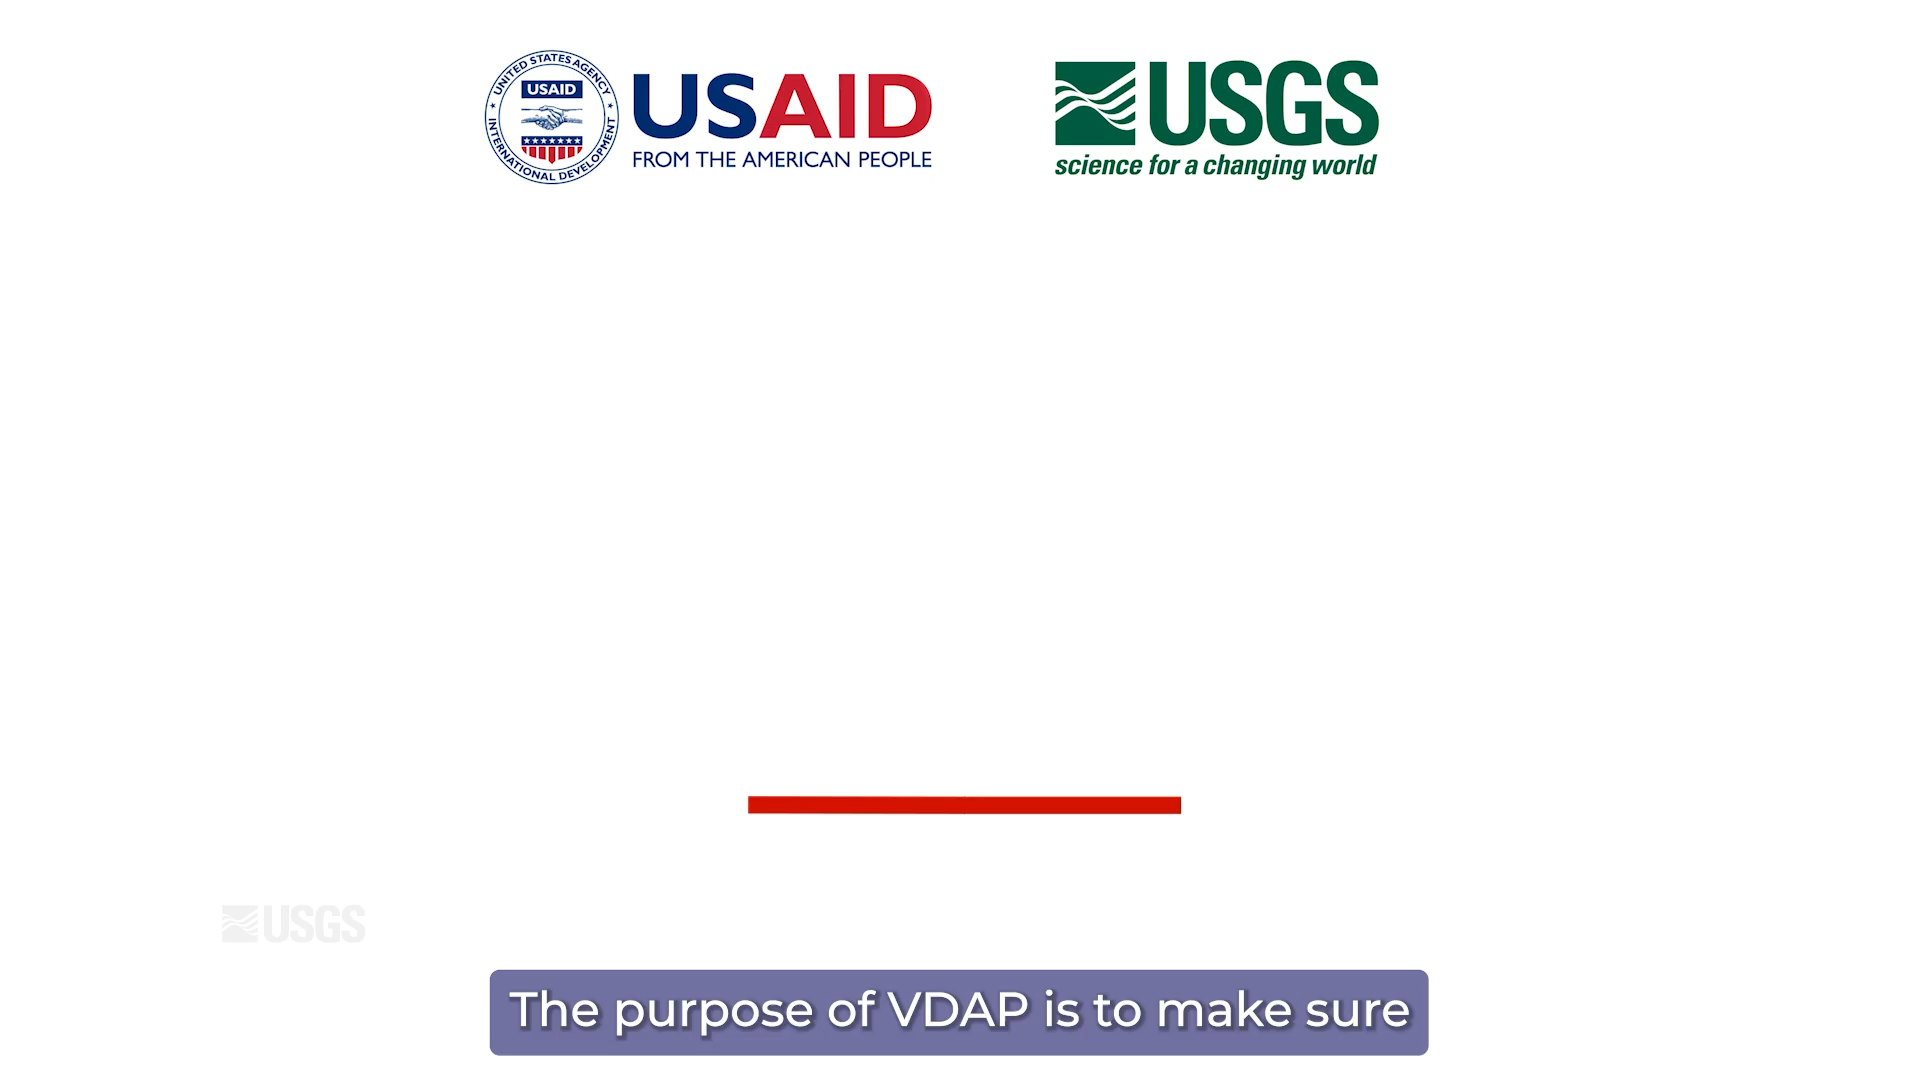 UNITED STATES AGENCY
USAID
INTERNATIONAL DEVELOPMENT
USAID
FROM THE AMERICAN PEOPLE
USGS
science for a changing world
USGS
The purpose of VDAP is to make sure